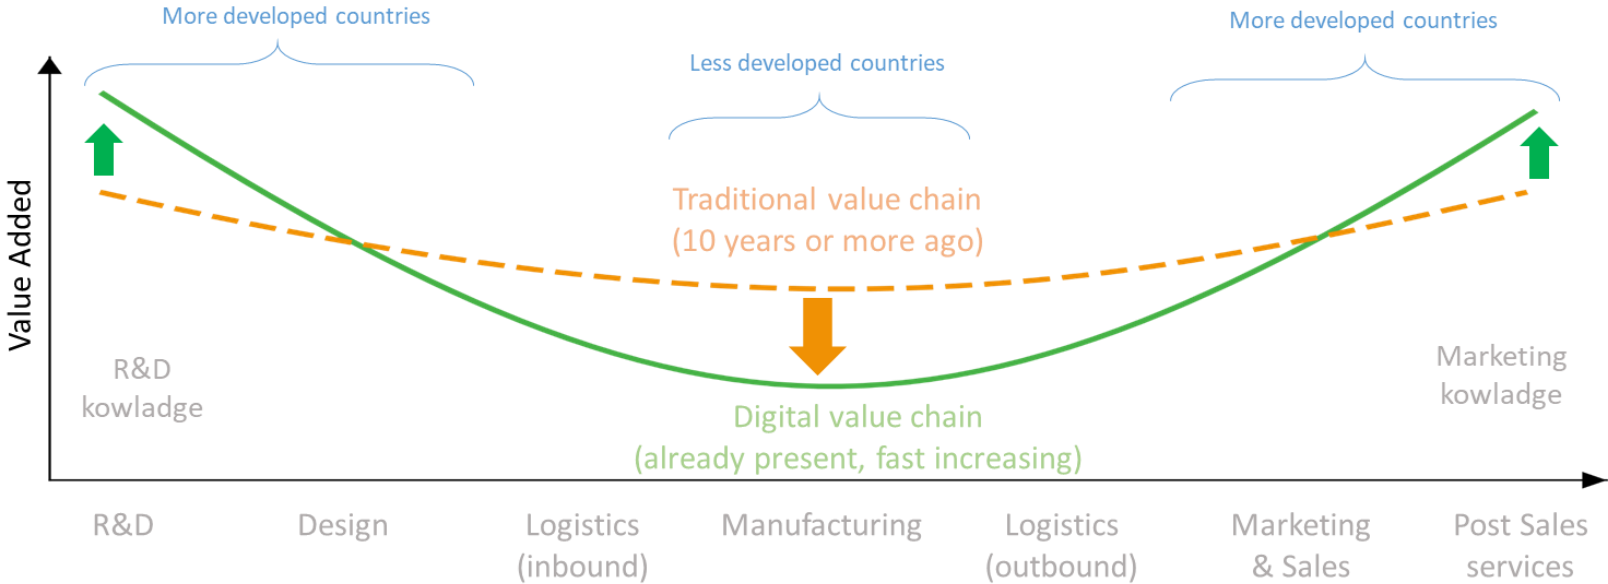 More developed countries
More developed countries
Less developed countries
Value Added
Traditional value chain
(10 years or more ago)
R&D
kowladge
Marketing
kowladge
Digital value chain
(already present, fast increasing)
R&D
Design
Logistics
(inbound)
Manufacturing
Logistics
(outbound)
Marketing
& Sales
Post Sales
services